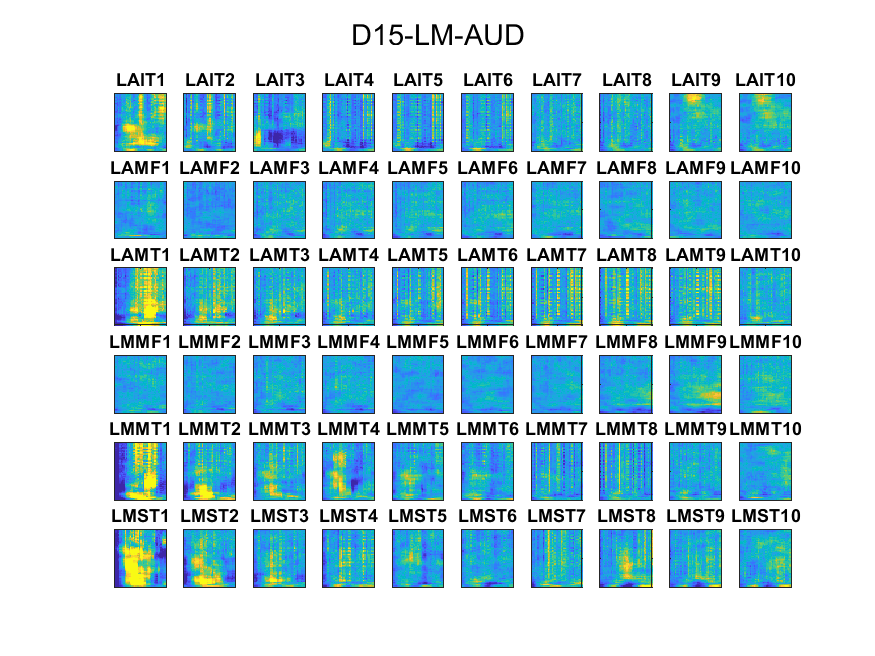 D15-LM-AUD
LAIT1 LAIT2 LAIT3 LAIT4 LAIT5 LAIT6 LAIT7 LAIT8 LAIT9 LAIT10
LAMF1 LAMF2 LAMF3 LAMF4 LAMF5 LAMF6 LAMF7 LAMF8 LAMF9 LAMF10
LAMT1 LAMT2 LAMT3 LAMT4 LAMT5 LAMT6 LAMT7 LAMT8 LAMT9 LAMT10
LMMF1 LMMF2 LMMF3 LMMF4 LMMF5 LMMF6 LMMF7 LMMF8 LMMF9 LMMF10
LMMT1 LMMT2 LMMT3 LMMT4 LMMT5 LMMT6 LMMT7 LMMT8 LMMT9 LMMT10
LMST1 LMST2 LMST3 LMST4 LMST5 LMST6 LMST7 LMST8 LMST9 LMST10